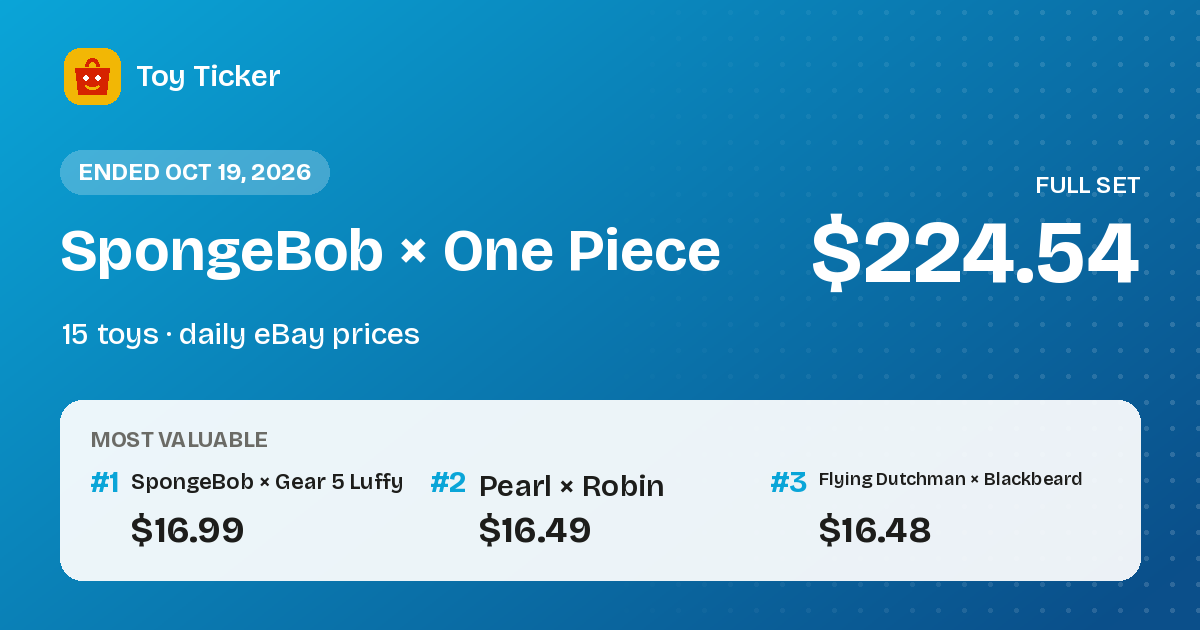 Toy Ticker
ENDED OCT 19, 2026
SpongeBob × One Piece
15 toys · daily eBay prices
FULL SET
$224.54
MOST VALUABLE
#1 SpongeBob × Gear 5 Luffy
$16.99
#2 Pearl × Robin
$16.49
#3 Flying Dutchman × Blackbeard
$16.48